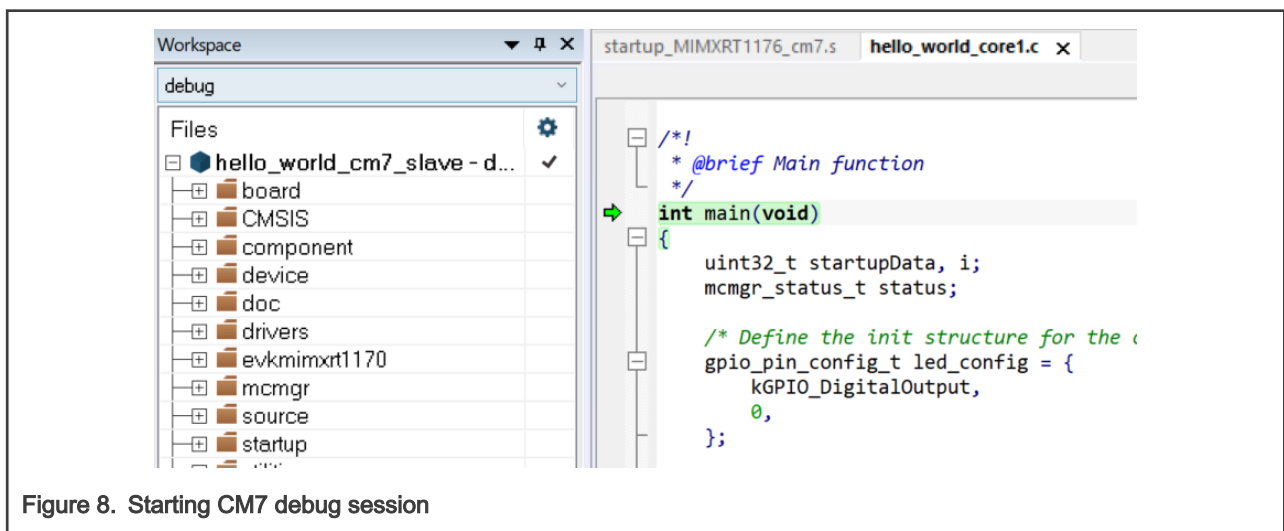 Workspace
debug
Files
hello_world_cm7_slave - d...
board
CMSIS
component
device
doc
drivers
evkmimxrt1170
mcmgr
source
startup
startup_MIMXRT1176_cm7.s hello_world_core1.c
/*!
* @brief Main function
*/
int main(void)
{
uint32_t startupData, i;
mcmgr_status_t status;
/* Define the init structure for the
gpio_pin_config_t led_config = {
kGPIO_DigitalOutput,
0,
};
Figure 8. Starting CM7 debug session